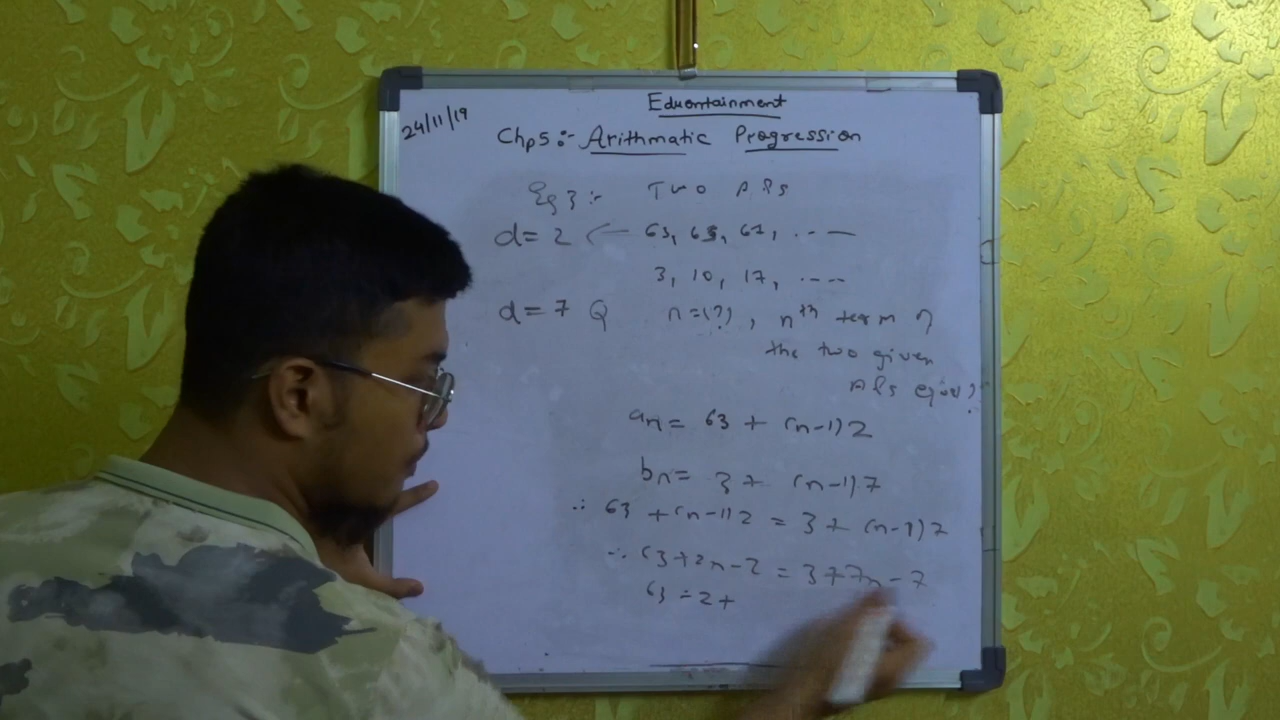 Eduentainment
24/11/19
Chp5:- Arithmatic Progression
Eg 3:- Two APs
d = 2 ← 63, 65, 67, ...
3, 10, 17, ...
d = 7 Q n=(?), nth term of
the two given
APs equal?
an = 63 + (n-1)2
bn = 3 + (n-1)7
∴ 63 + (n-1)2 = 3 + (n-1)7
∴ 63+2n-2 = 3+7n-7
63 - 2 +